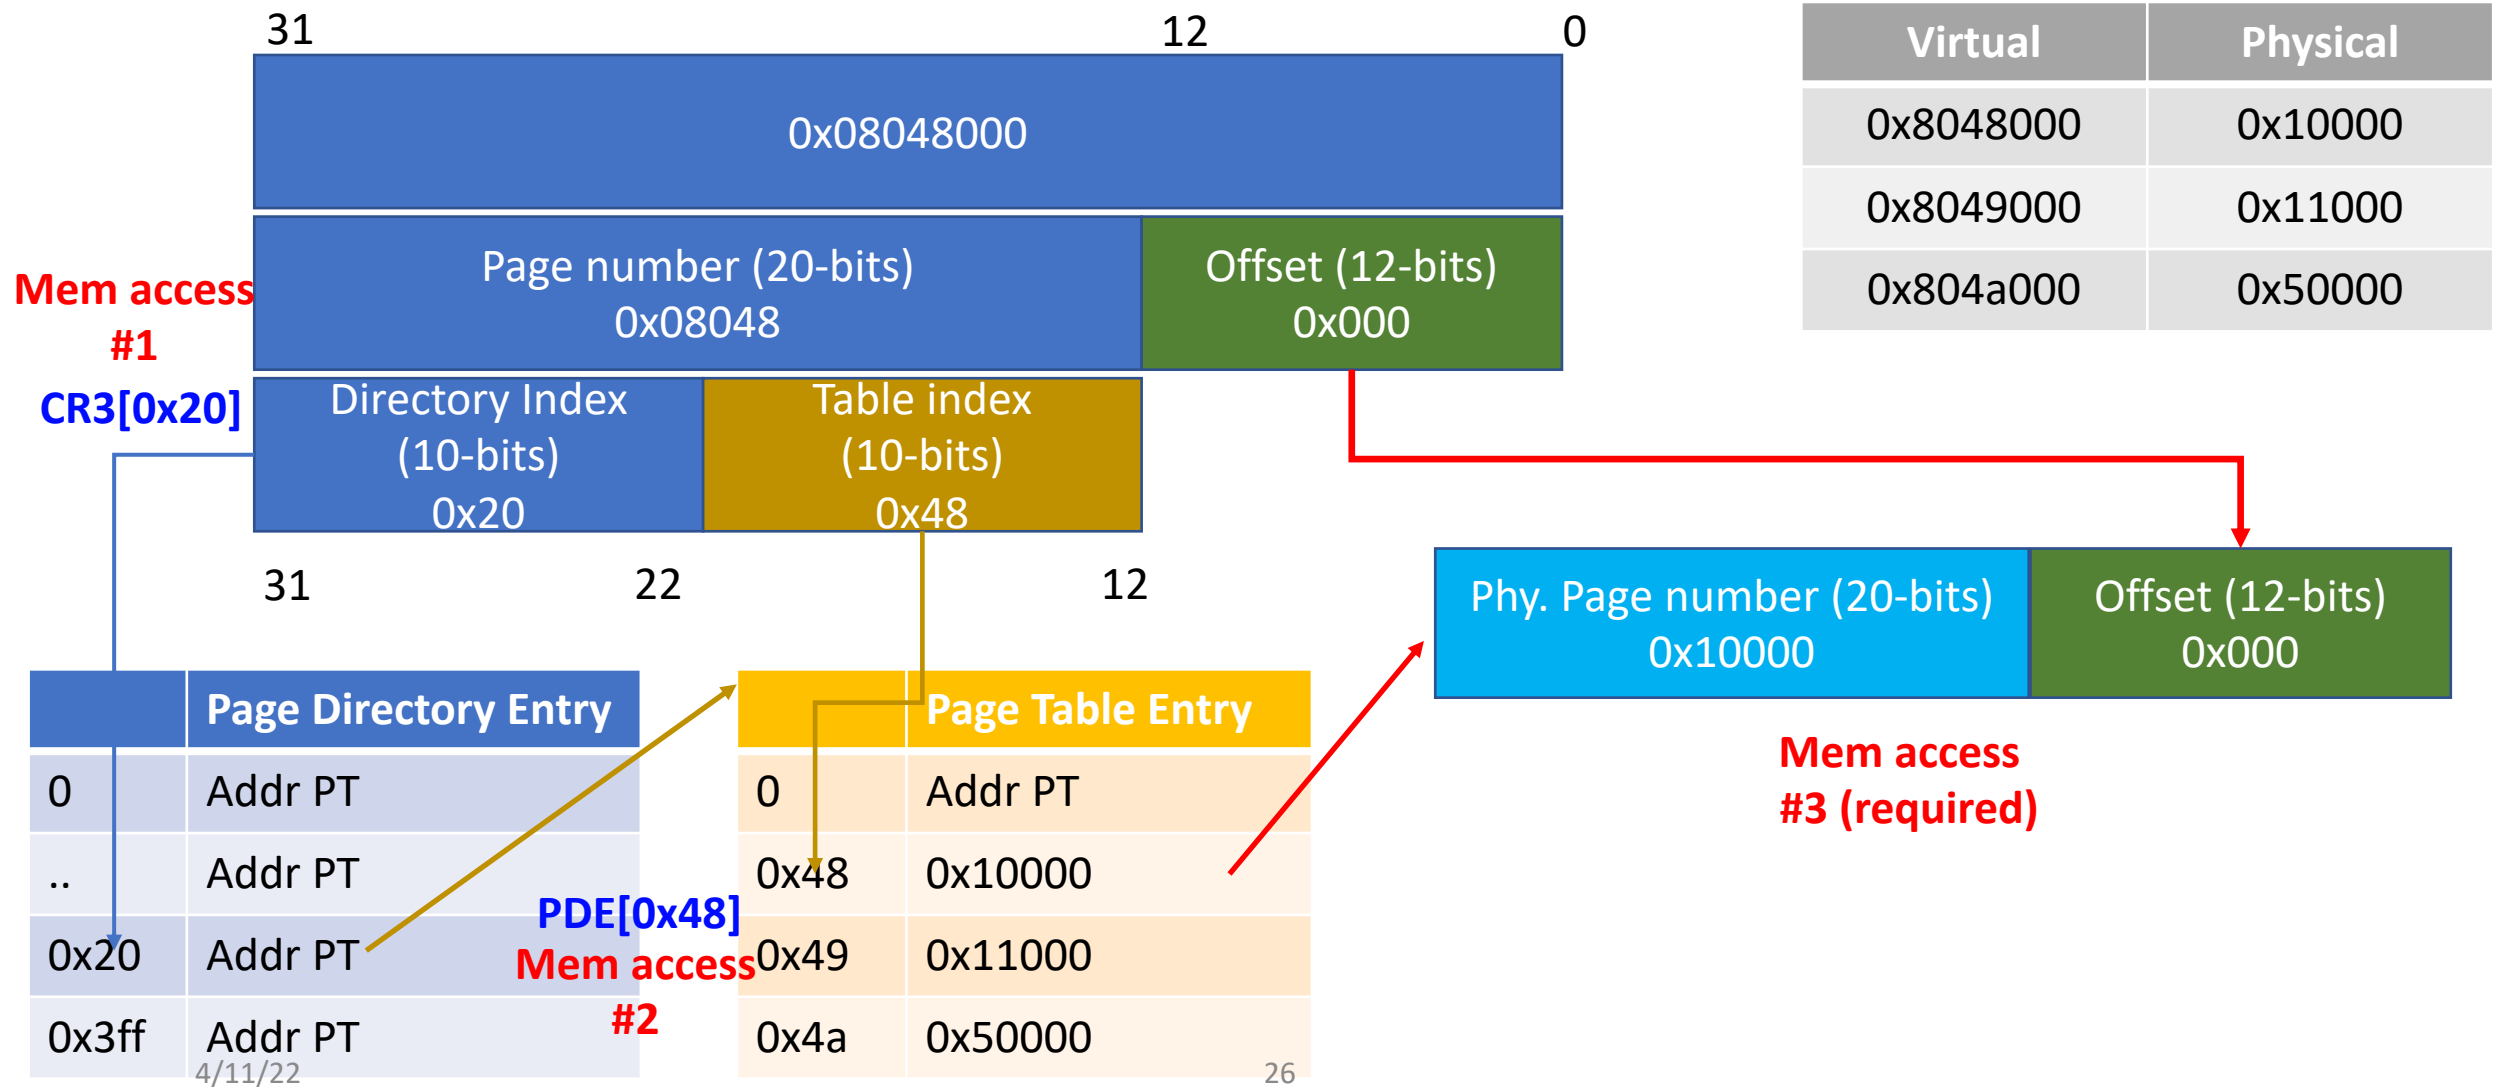 31
12
0
0x08048000
Page number (20-bits)
0x08048
Offset (12-bits)
0x000
Mem access
#1
CR3[0x20]
Directory Index
(10-bits)
0x20
Table index
(10-bits)
0x48
31
22
12
Virtual Physical
0x8048000 0x10000
0x8049000 0x11000
0x804a000 0x50000
Phy. Page number (20-bits)
0x10000
Offset (12-bits)
0x000
Mem access
#3 (required)
Page Directory Entry
0 Addr PT
.. Addr PT
0x20 Addr PT
0x3ff Addr PT
PDE[0x48]
Mem access
#2
Page Table Entry
0 Addr PT
0x48 0x10000
0x49 0x11000
0x4a 0x50000
4/11/22
26